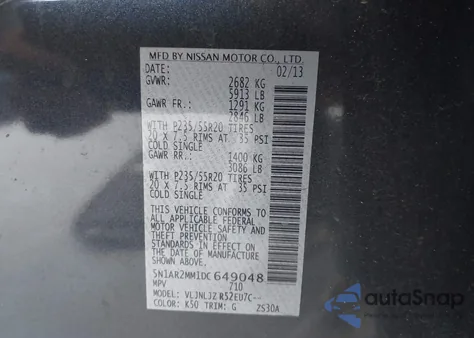 MFD BY NISSAN MOTOR CO., LTD.
DATE: 02/13
GVWR: 2682 KG
5913 LB
GAWR FR.: 1291 KG
2846 LB
WITH P235/55R20 TIRES
20 x 7.5 RIMS AT 35 PSI
COLD SINGLE
GAWR RR.: 1400 KG
3086 LB
WITH P235/55R20 TIRES
20 x 7.5 RIMS AT 35 PSI
COLD SINGLE
THIS VEHICLE CONFORMS TO
ALL APPLICABLE FEDERAL
MOTOR VEHICLE SAFETY
STANDARDS IN EFFECT ON
THE DATE OF MANUFACTURE
SHOWN ABOVE.
5N1AR2MM1DC649048
MPV 710
MODEL: VLJNLJZ R52EU7C--
COLOR: K50 TRIM: G ZS30A
autoSnap